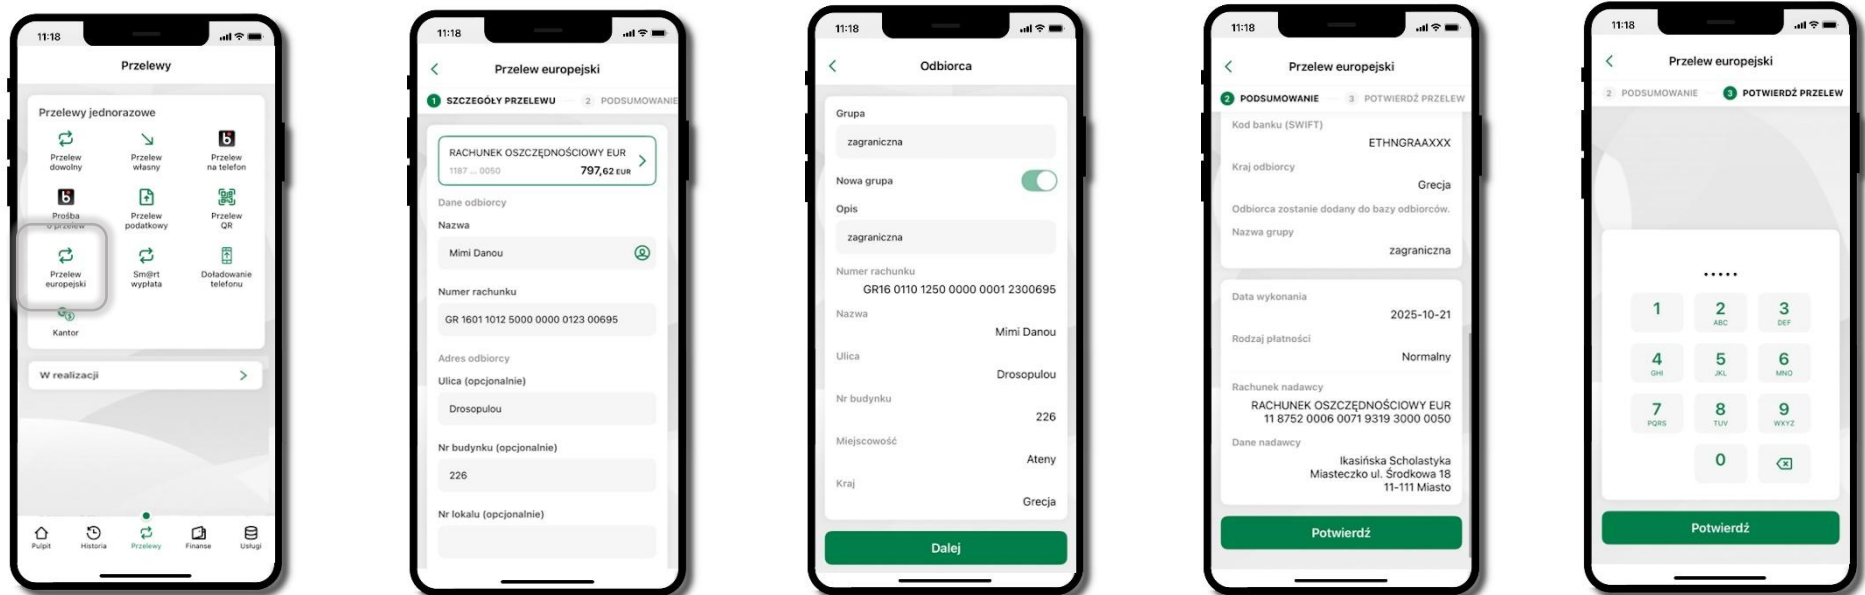 11:18
Przelewy
Przelewy jednorazowe
Przelew
dowolny
Przelew
własny
Przelew
na telefon
Prośba
o przelew
Przelew
podatkowy
Przelew
QR
Przelew
europejski
Sm@rt
wypłata
Doładowanie
telefonu
Kantor
W realizacji
Pulpit
Historia
Przelewy
Finanse
Usługi
11:18
Przelew europejski
1 SZCZEGÓŁY PRZELEWU 2 PODSUMOWANIE
RACHUNEK OSZCZĘDNOŚCIOWY EUR
1187 ... 0050 797,62 EUR
Dane odbiorcy
Nazwa
Mimi Danou
Numer rachunku
GR 1601 1012 5000 0000 0123 00695
Adres odbiorcy
Ulica (opcjonalnie)
Drosopulou
Nr budynku (opcjonalnie)
226
Nr lokalu (opcjonalnie)
11:18
Odbiorca
Grupa
zagraniczna
Nowa grupa
Opis
zagraniczna
Numer rachunku
GR16 0110 1250 0000 0001 2300695
Nazwa
Mimi Danou
Ulica
Drosopulou
Nr budynku
226
Miejscowość
Ateny
Kraj
Grecja
Dalej
11:18
Przelew europejski
2 PODSUMOWANIE 3 POTWIERDŹ PRZELEW
Kod banku (SWIFT)
ETHNGRAAXXX
Kraj odbiorcy
Grecja
Odbiorca zostanie dodany do bazy odbiorców.
Nazwa grupy
zagraniczna
Data wykonania
2025-10-21
Rodzaj płatności
Normalny
Rachunek nadawcy
RACHUNEK OSZCZĘDNOŚCIOWY EUR
11 8752 0006 0071 9319 3000 0050
Dane nadawcy
Ikasińska Scholastyka
Miasteczko ul. Środkowa 18
11-111 Miasto
Potwierdź
11:18
Przelew europejski
2 PODSUMOWANIE 3 POTWIERDŹ PRZELEW
1
2
ABC
3
DEF
4
GHI
5
JKL
6
MNO
7
PQRS
8
TUV
9
WXYZ
0
Potwierdź